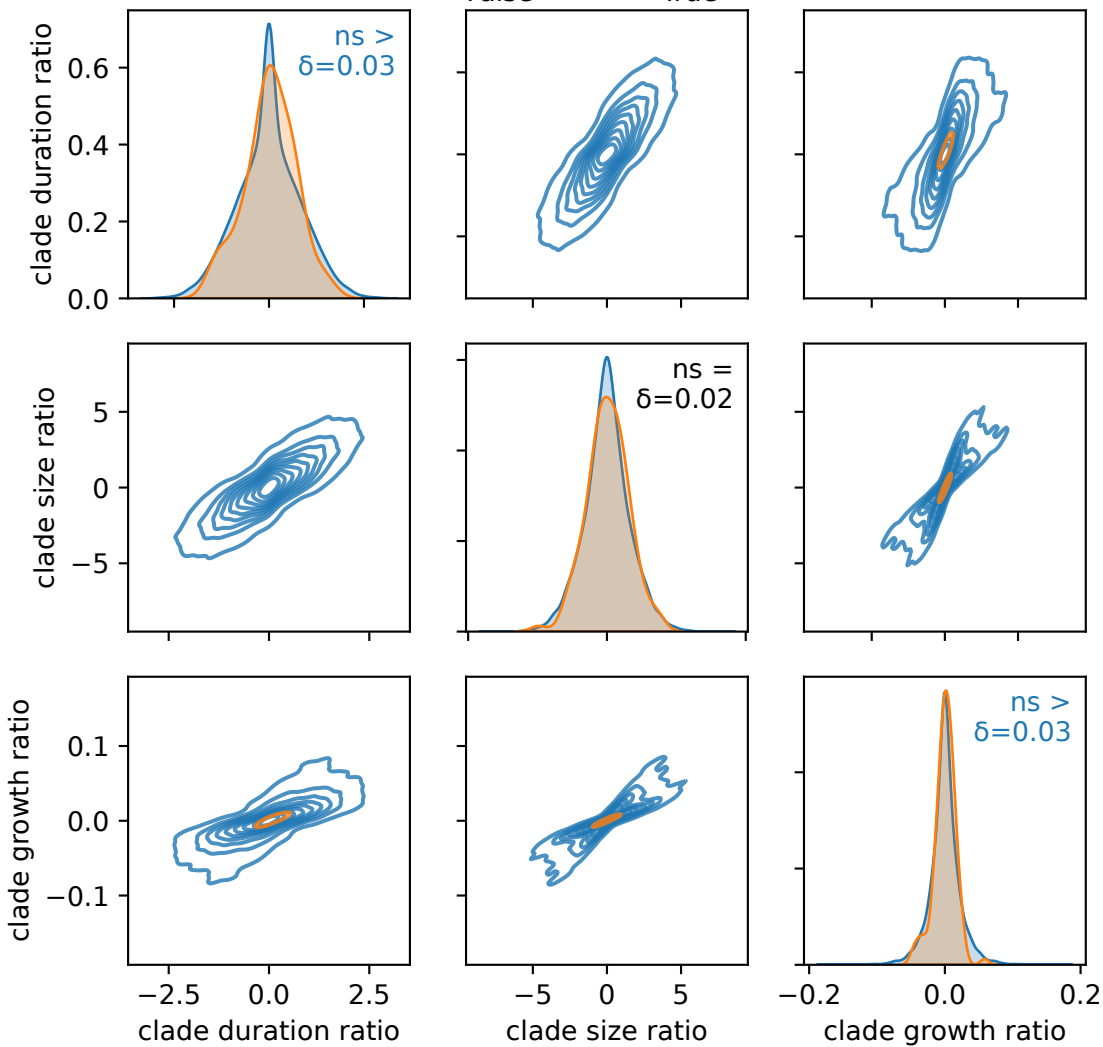 clade duration ratio
0.6
0.4
0.2
0.0
ns >
δ=0.03
clade size ratio
5
0
−5
ns =
δ=0.02
clade growth ratio
0.1
0.0
−0.1
ns >
δ=0.03
−2.5 0.0 2.5
−5 0 5
−0.2 0.0 0.2
clade duration ratio
clade size ratio
clade growth ratio